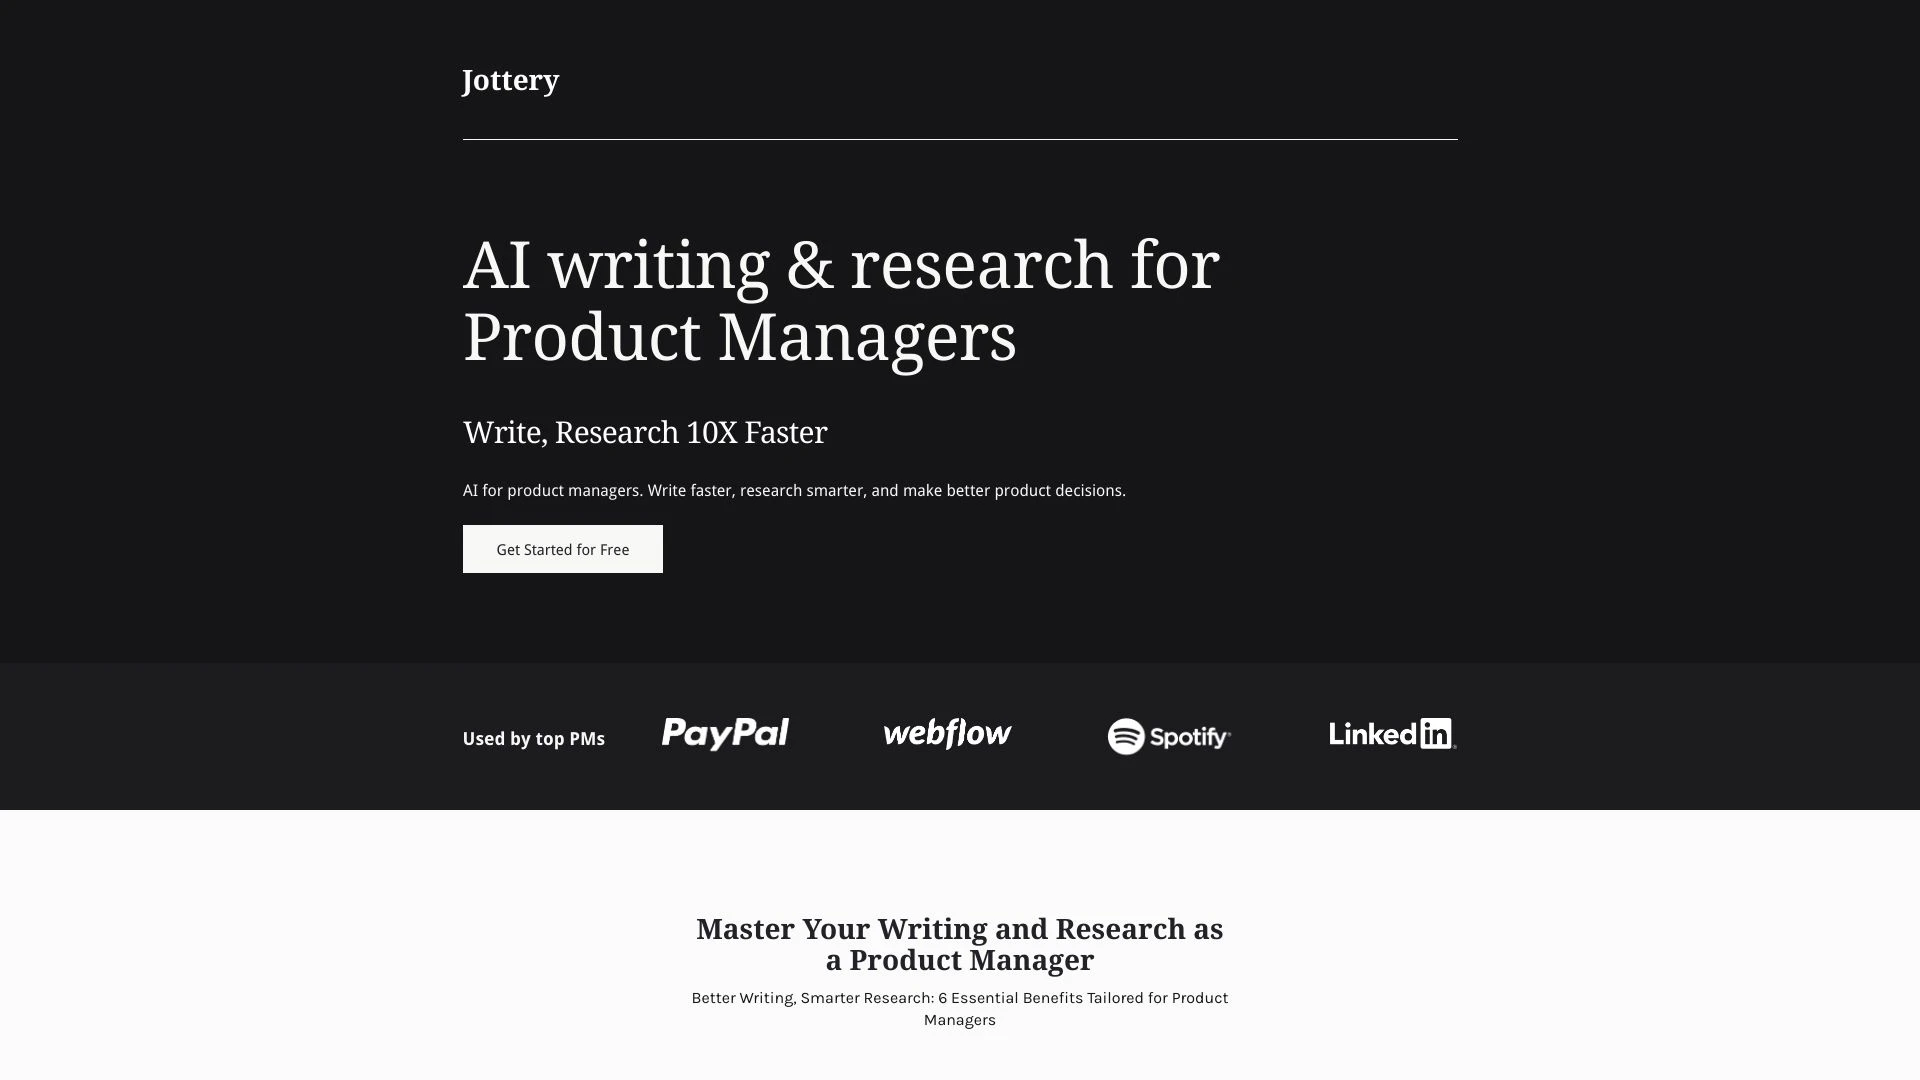 Jottery
AI writing & research for
Product Managers
Write, Research 10X Faster
AI for product managers. Write faster, research smarter, and make better product decisions.
Get Started for Free
Used by top PMs
PayPal
webflow
Spotify®
LinkedIn
Master Your Writing and Research as
a Product Manager
Better Writing, Smarter Research: 6 Essential Benefits Tailored for Product
Managers